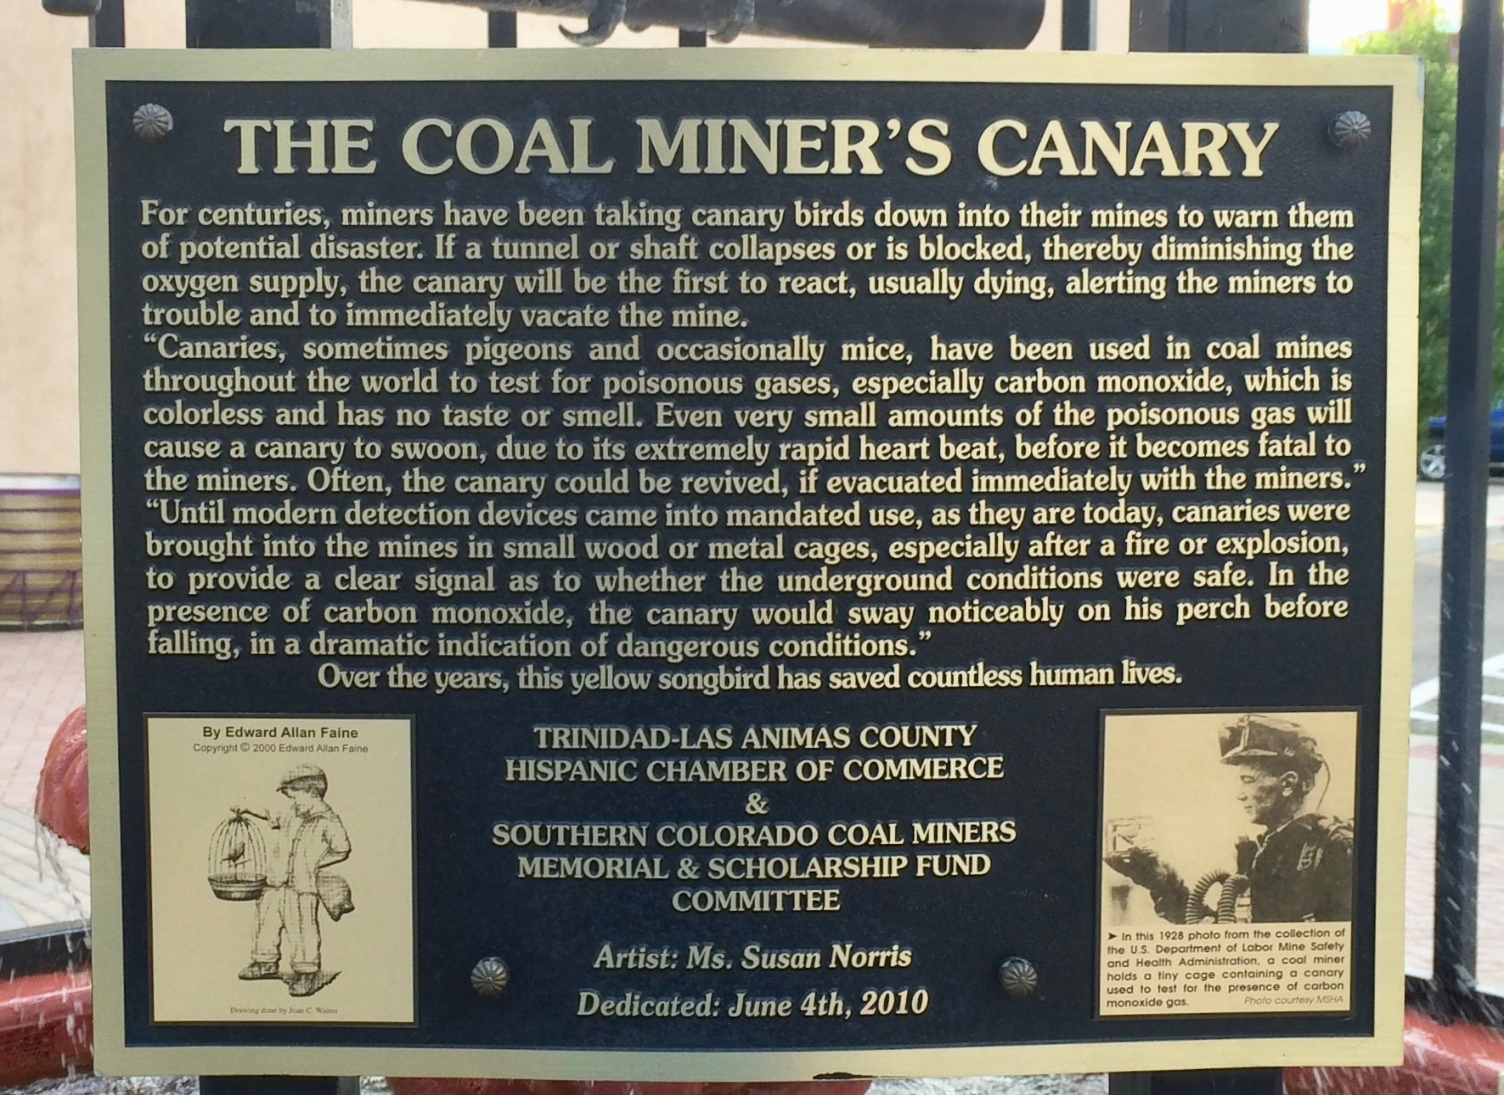 THE COAL MINER'S CANARY
For centuries, miners have been taking canary birds down into their mines to warn them
of potential disaster. If a tunnel or shaft collapses or is blocked, thereby diminishing the
oxygen supply, the canary will be the first to react, usually dying, alerting the miners to
trouble and to immediately vacate the mine.
“Canaries, sometimes pigeons and occasionally mice, have been used in coal mines
throughout the world to test for poisonous gases, especially carbon monoxide, which is
colorless and has no taste or smell. Even very small amounts of the poisonous gas will
cause a canary to swoon, due to its extremely rapid heart beat, before it becomes fatal to
the miners. Often, the canary could be revived, if evacuated immediately with the miners.”
“Until modern detection devices came into mandated use, as they are today, canaries were
brought into the mines in small wood or metal cages, especially after a fire or explosion,
to provide a clear signal as to whether the underground conditions were safe. In the
presence of carbon monoxide, the canary would sway noticeably on his perch before
falling, in a dramatic indication of dangerous conditions.”
Over the years, this yellow songbird has saved countless human lives.
By Edward Allan Faine
Copyright © 2000 Edward Allan Faine
Drawing done by Joan C. Waites
TRINIDAD-LAS ANIMAS COUNTY
HISPANIC CHAMBER OF COMMERCE
&
SOUTHERN COLORADO COAL MINERS
MEMORIAL & SCHOLARSHIP FUND
COMMITTEE
Artist: Ms. Susan Norris
Dedicated: June 4th, 2010
➤ In this 1928 photo from the collection of
the U.S. Department of Labor Mine Safety
and Health Administration, a coal miner
holds a tiny cage containing a canary
used to test for the presence of carbon
monoxide gas. Photo courtesy MSHA